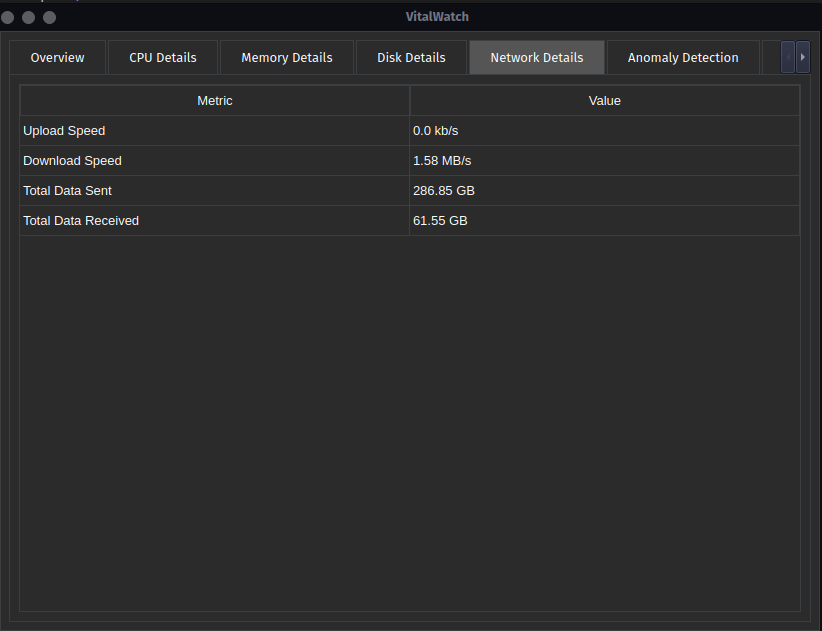 VitalWatch
Overview CPU Details Memory Details Disk Details Network Details Anomaly Detection
Metric Value
Upload Speed 0.0 kb/s
Download Speed 1.58 MB/s
Total Data Sent 286.85 GB
Total Data Received 61.55 GB